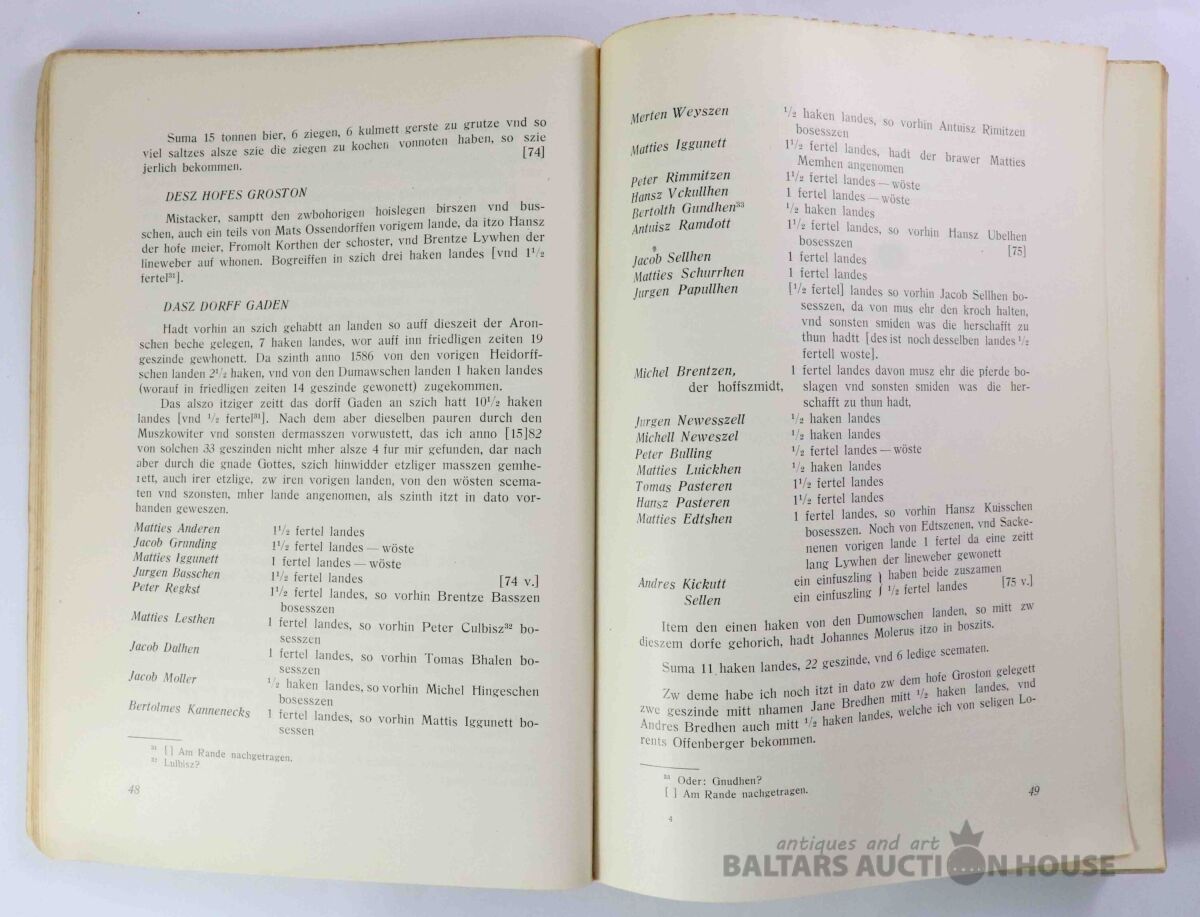 Suma 15 tonnen bier, 6 ziegen, 6 kulmett gerste zu grutze vnd so
viel saltzes alsze szie die ziegen zu kochen vonnoten haben, so szie
jerlich bekommen. [74]
DESZ HOFES GROSTON
Mistacker, samptt den zwbohorigen hoislegen birszen vnd bus-
schen, auch ein teils von Mats Ossendorffen vorigem lande, da itzo Hansz
der hofe meier, Fromolt Korthen der schoster, vnd Brentze Lywhen der
lineweber auf whonen. Bogreiffen in szich drei haken landes [vnd 1½
fertel³¹].
DASZ DORFF GADEN
Hadt vorhin an szich gehabtt an landen so auff dieszeit der Aron-
schen beche gelegen, 7 haken landes, wor auff inn friedligen zeiten 19
geszinde gewhonett. Da szinth anno 1586 von den vorigen Heidorff-
schen landen 2½ haken, vnd von den Dumawschen landen 1 haken landes
(worauf in friedligen zeiten 14 geszinde gewonett) zugekommen.
Das alszo itziger zeitt das dorff Gaden an szich hatt 10½ haken
landes [vnd ½ fertel³¹]. Nach dem aber dieselben pauren durch den
Muszkowiter vnd sonsten dermasszen vorwustett, das ich anno [15]82
von solchen 33 geszinden nicht mher alsze 4 fur mir gefunden, dar nach
aber durch die gnade Gottes, szich hinwidder etzliger masszen gemhe-
rett, auch irer etzlige, zw iren vorigen landen, von den wösten scema-
ten vnd szonsten, mher lande angenomen, als szinth itzt in dato vor-
handen geweszen.
Matties Anderen 1½ fertel landes
Jacob Grunding 1½ fertel landes — wöste
Matties Iggunett 1 fertel landes — wöste
Jurgen Basschen 1½ fertel landes [74 v.]
Peter Regkst 1½ fertel landes, so vorhin Brentze Basszen
bosesszen
Matties Lesthen 1 fertel landes, so vorhin Peter Culbisz³² bo-
sesszen
Jacob Dalhen 1 fertel landes, so vorhin Tomas Bhalen bo-
sesszen
Jacob Moller ½ haken landes, so vorhin Michel Hingeschen
bosesszen
Bertolmes Kannenecks 1 fertel landes, so vorhin Mattis Iggunett bo-
sessen
³¹ [] Am Rande nachgetragen.
³² Lulbisz?
48
Merten Weyszen ½ haken landes, so vorhin Antuisz Rimitzen
bosesszen
Matties Iggunett 1½ fertel landes, hadt der brawer Matties
Memhen angenomen
Peter Rimmitzen 1½ fertel landes — wöste
Hansz Vckullhen 1 fertel landes — wöste
Bertolth Gundhen³³ ½ haken landes
Antuisz Ramdott 1½ fertel landes, so vorhin Hansz Ubelhen
bosesszen [75]
Jacob Sellhen 1 fertel landes
Matties Schurrhen 1 fertel landes
Jurgen Papullhen [½ fertel] landes so vorhin Jacob Sellhen bo-
sesszen, da von mus ehr den kroch halten,
vnd sonsten smiden was die herschafft zu
thun hadtt [des ist noch desselben landes ½
fertell woste].
Michel Brentzen, 1 fertel landes davon musz ehr die pferde bo-
der hoffszmidt, slagen vnd sonsten smiden was die her-
schafft zu thun hadt.
Jurgen Newesszell ½ haken landes
Michell Neweszel ½ haken landes
Peter Bulling ½ fertel landes — wöste
Matties Luickhen ½ haken landes
Tomas Pasteren 1½ fertel landes
Hansz Pasteren 1½ fertel landes
Matties Edtshen 1 fertel landes, so vorhin Hansz Kuisschen
bosesszen. Noch von Edtszenen, vnd Sacke-
nenen vorigen lande 1 fertel da eine zeitt
lang Lywhen der lineweber gewonett
Andres Kickutt ein einfuszling } haben beide zuszamen
Sellen ein einfuszling } ½ fertel landes [75 v.]
Item den einen haken von den Dumowschen landen, so mitt zw
dieszem dorfe gehorich, hadt Johannes Molerus itzo in boszits.
Suma 11 haken landes, 22 geszinde, vnd 6 ledige scematen.
Zw deme habe ich noch itzt in dato zw dem hofe Groston gelegett
zwe geszinde mitt nhamen Jane Bredhen mitt ½ haken landes, vnd
Andres Bredhen auch mitt ½ haken landes, welche ich von seligen Lo-
rents Offenberger bekommen.
³³ Oder: Gnudhen?
[ ] Am Rande nachgetragen.
4
49
antiques and art
BALTARS AUCTION HOUSE